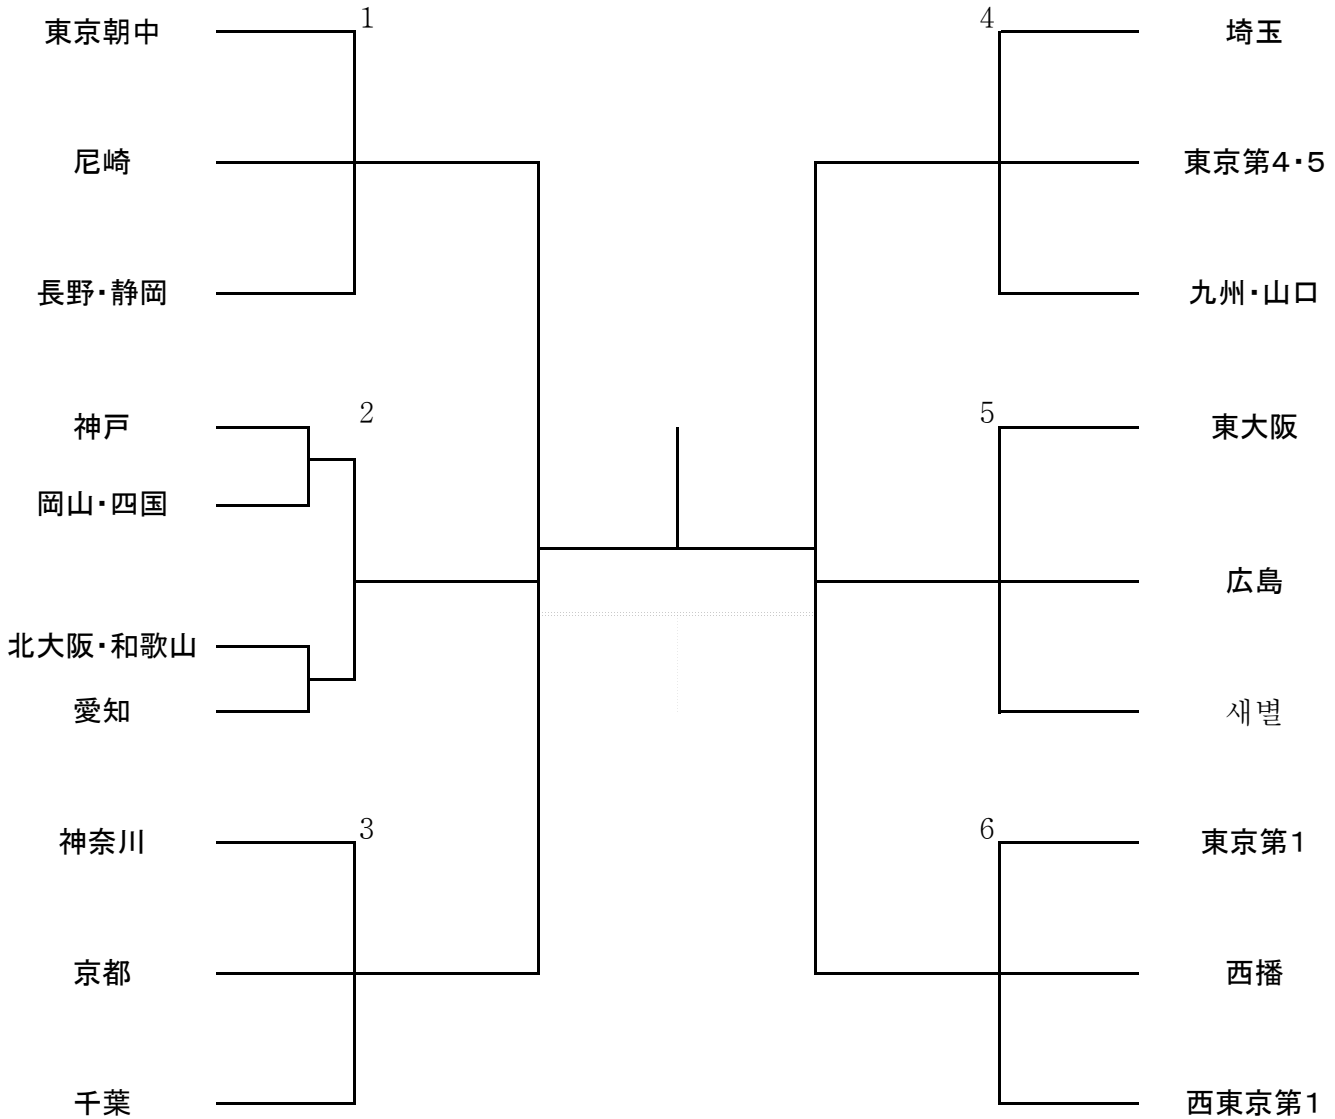 東京朝中
1
尼崎
長野・静岡
神戸
2
岡山・四国
北大阪・和歌山
愛知
神奈川
3
京都
千葉
4
埼玉
東京第4・5
九州・山口
5
東大阪
広島
새별
6
東京第1
西播
西東京第1